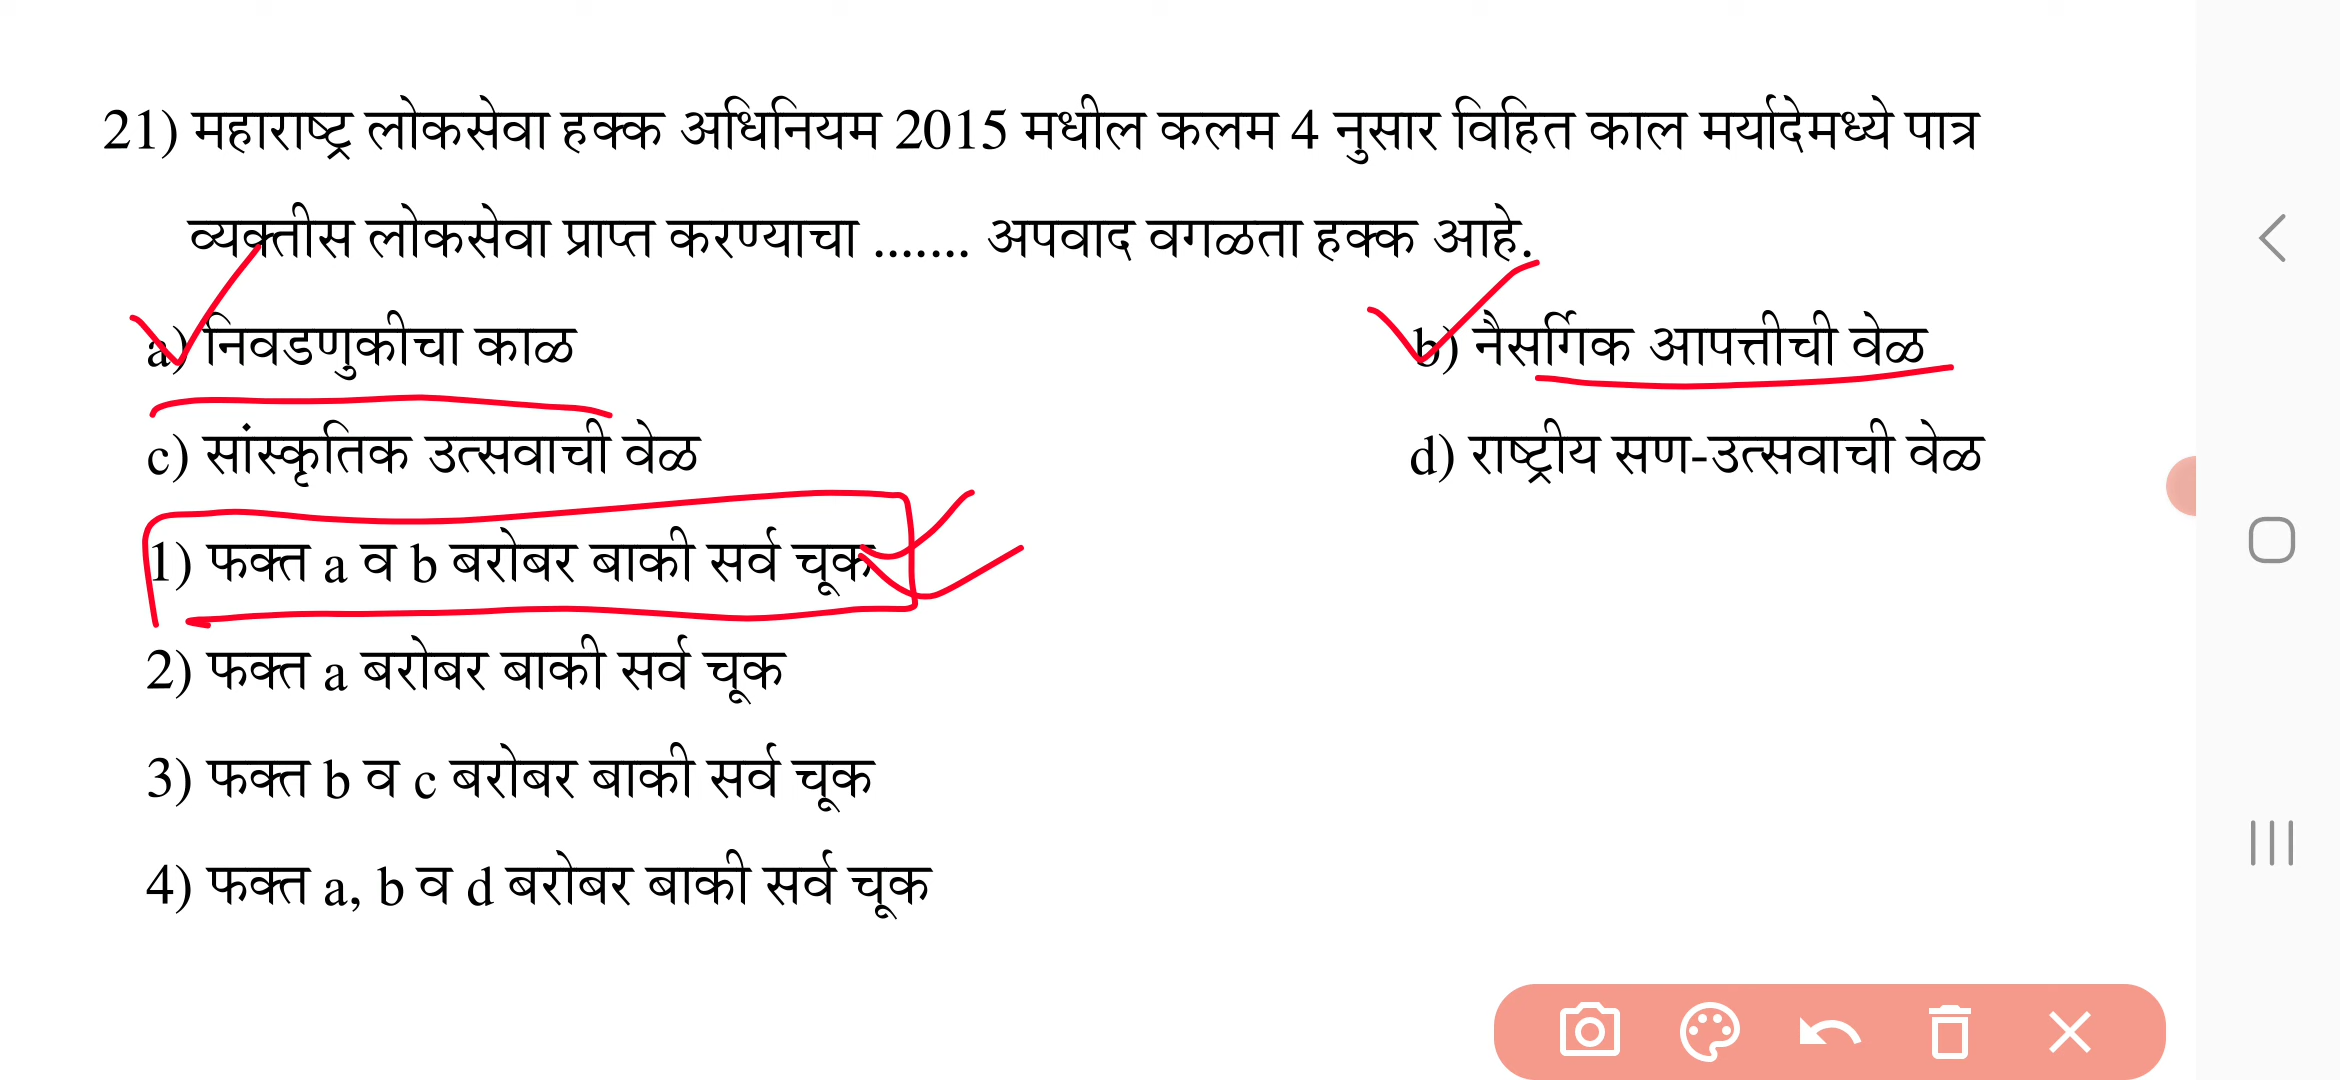 21) महाराष्ट्र लोकसेवा हक्क अधिनियम 2015 मधील कलम 4 नुसार विहित काल मर्यादेमध्ये पात्र
व्यक्तीस लोकसेवा प्राप्त करण्याचा ....... अपवाद वगळता हक्क आहे.
a) निवडणुकीचा काळ b) नैसर्गिक आपत्तीची वेळ
c) सांस्कृतिक उत्सवाची वेळ d) राष्ट्रीय सण-उत्सवाची वेळ
1) फक्त a व b बरोबर बाकी सर्व चूक
2) फक्त a बरोबर बाकी सर्व चूक
3) फक्त b व c बरोबर बाकी सर्व चूक
4) फक्त a, b व d बरोबर बाकी सर्व चूक